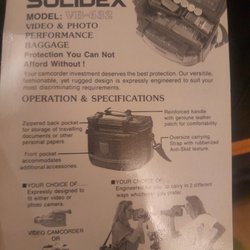 SOLIDEX
MODEL: VB-432
VIDEO & PHOTO
PERFORMANCE
BAGGAGE
Protection You Can Not
Afford Without !
Your camcorder investment deserves the best protection. Our versatile,
fashionable, yet rugged design is expressly engineered to suit your
most discriminating requirements.
OPERATION & SPECIFICATIONS
Zippered back pocket
for storage of travelling
documents or other
personal papers.
Reinforced handle
with genuine leather
patch for comfortability
Oversize carrying
Strap with rubberized
Anti-Skid texture.
Front pocket
accommodates
additional accessories.
YOUR CHOICE OF
Expressly designed to
fit either video or
photo camera.
YOUR CHOICE OF
Engineered for you to carry in 2 different
ways whichever you prefer.
VIDEO CAMCORDER
OR